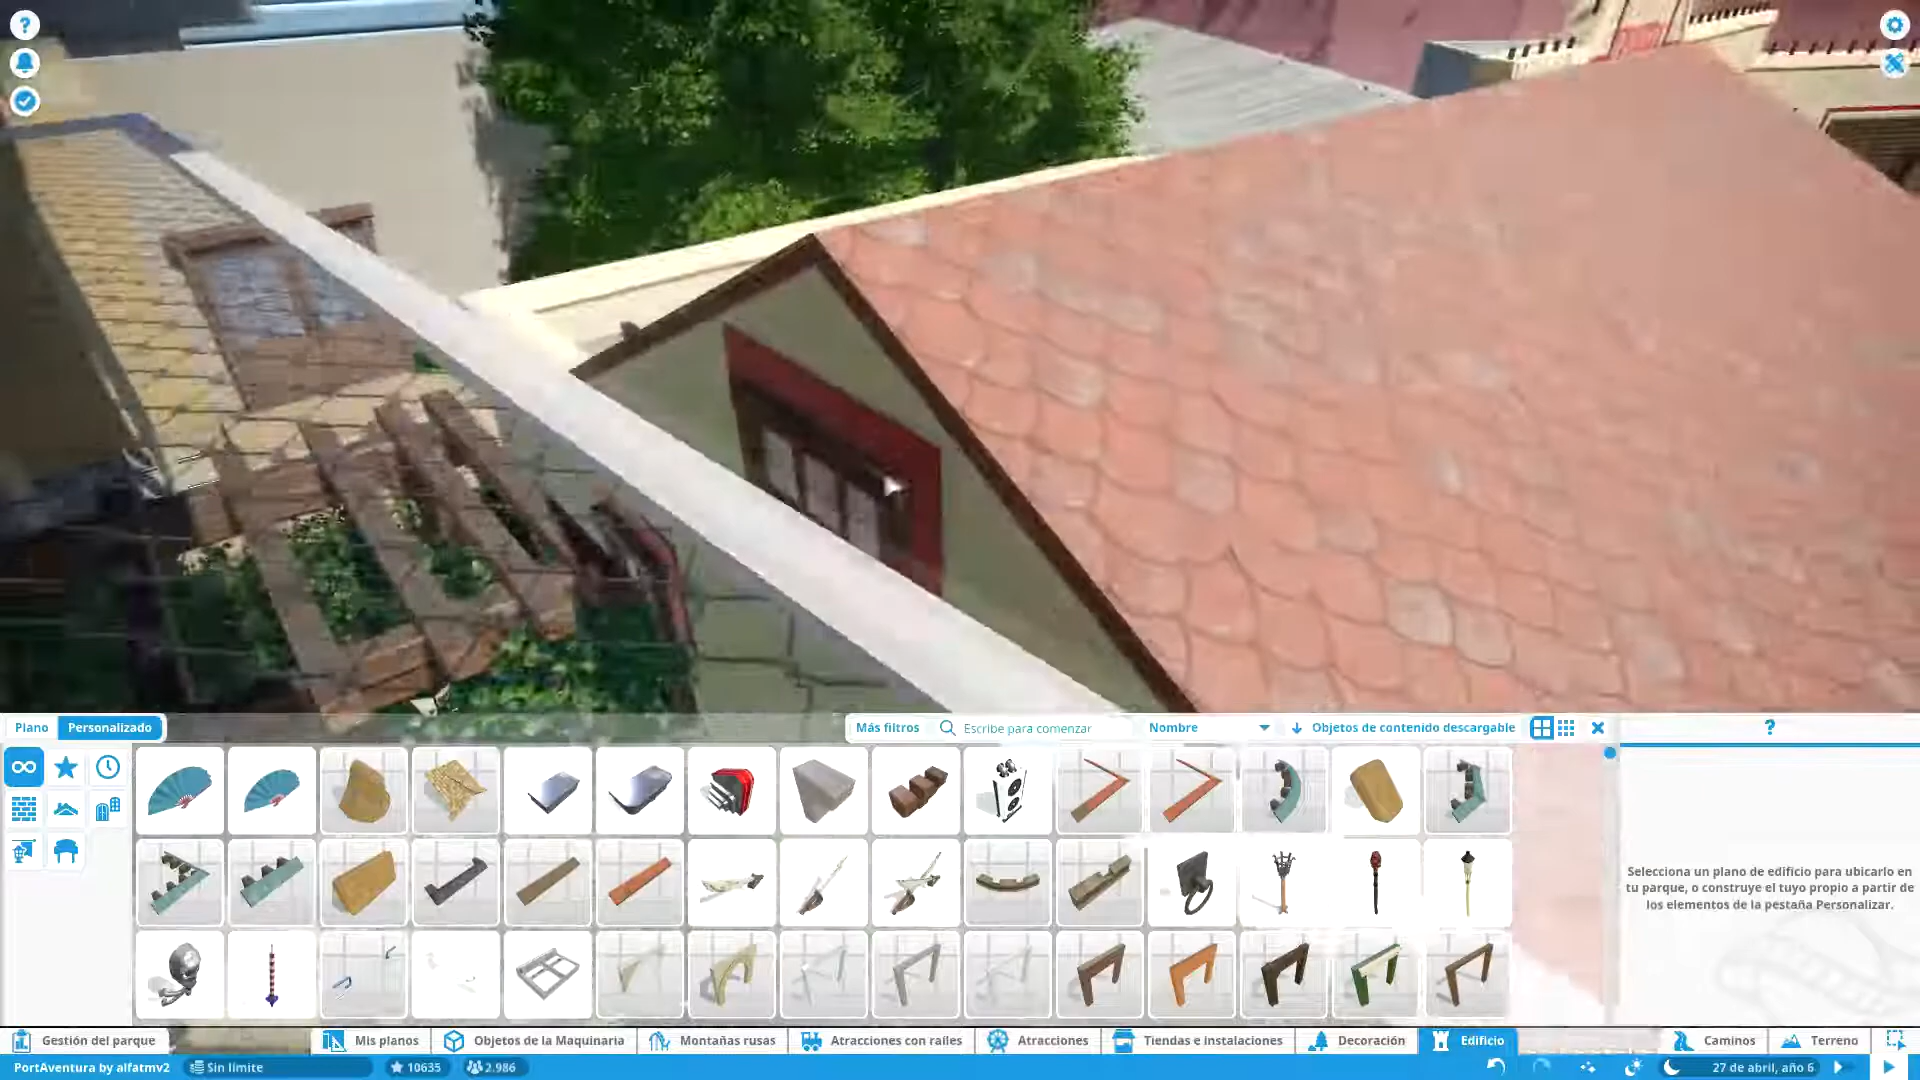 Plano
Personalizado
Más filtros
Escribe para comenzar
Nombre
Objetos de contenido descargable
?
Selecciona un plano de edificio para ubicarlo en
tu parque, o construye el tuyo propio a partir de
los elementos de la pestaña Personalizar.
Gestión del parque
Mis planos
Objetos de la Maquinaria
Montañas rusas
Atracciones con raíles
Atracciones
Tiendas e instalaciones
Decoración
Edificio
Caminos
Terreno
PortAventura by alfatmv2
Sin límite
10635
2.986
27 de abril, año 6